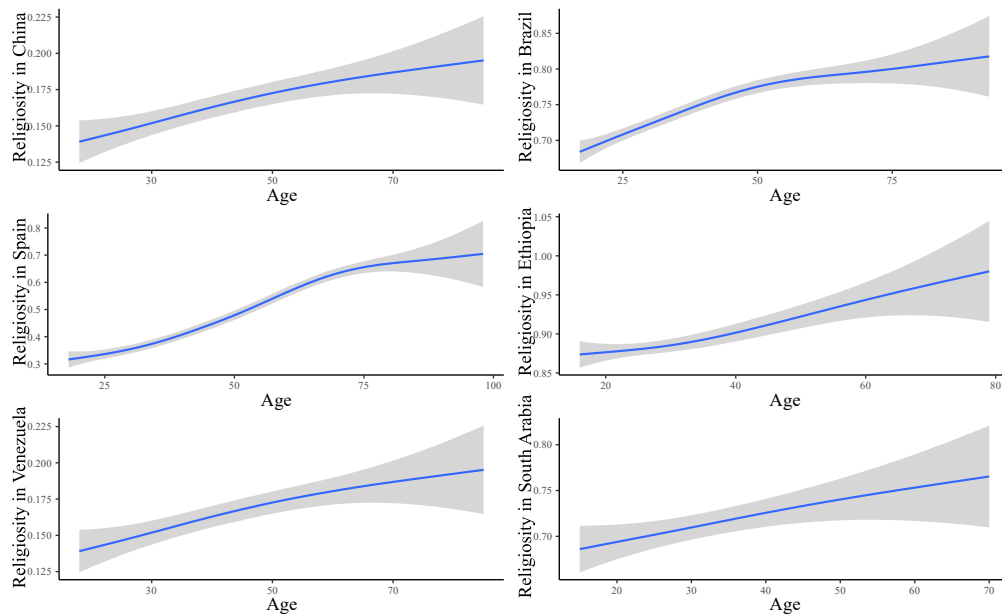 Religiosity in China
0.225
0.200
0.175
0.150
0.125
30 50 70
Age
Religiosity in Brazil
0.85
0.80
0.75
0.70
25 50 75
Age
Religiosity in Spain
0.8
0.7
0.6
0.5
0.4
0.3
25 50 75 100
Age
Religiosity in Ethiopia
1.05
1.00
0.95
0.90
0.85
20 40 60 80
Age
Religiosity in Venezuela
0.225
0.200
0.175
0.150
0.125
30 50 70
Age
Religiosity in South Arabia
0.80
0.75
0.70
20 30 40 50 60 70
Age